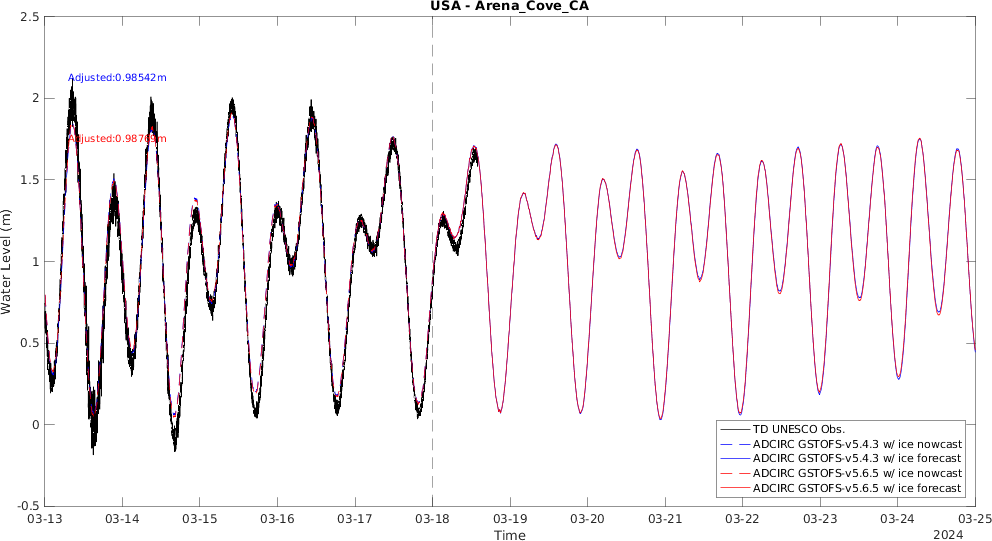 USA - Arena_Cove_CA
2.5
2
1.5
1
0.5
0
-0.5
Water Level (m)
Adjusted:0.98542m
Adjusted:0.98769m
TD UNESCO Obs.
ADCIRC GSTOFS-v5.4.3 w/ ice nowcast
ADCIRC GSTOFS-v5.4.3 w/ ice forecast
ADCIRC GSTOFS-v5.6.5 w/ ice nowcast
ADCIRC GSTOFS-v5.6.5 w/ ice forecast
03-13 03-14 03-15 03-16 03-17 03-18 03-19 03-20 03-21 03-22 03-23 03-24 03-25
Time
2024